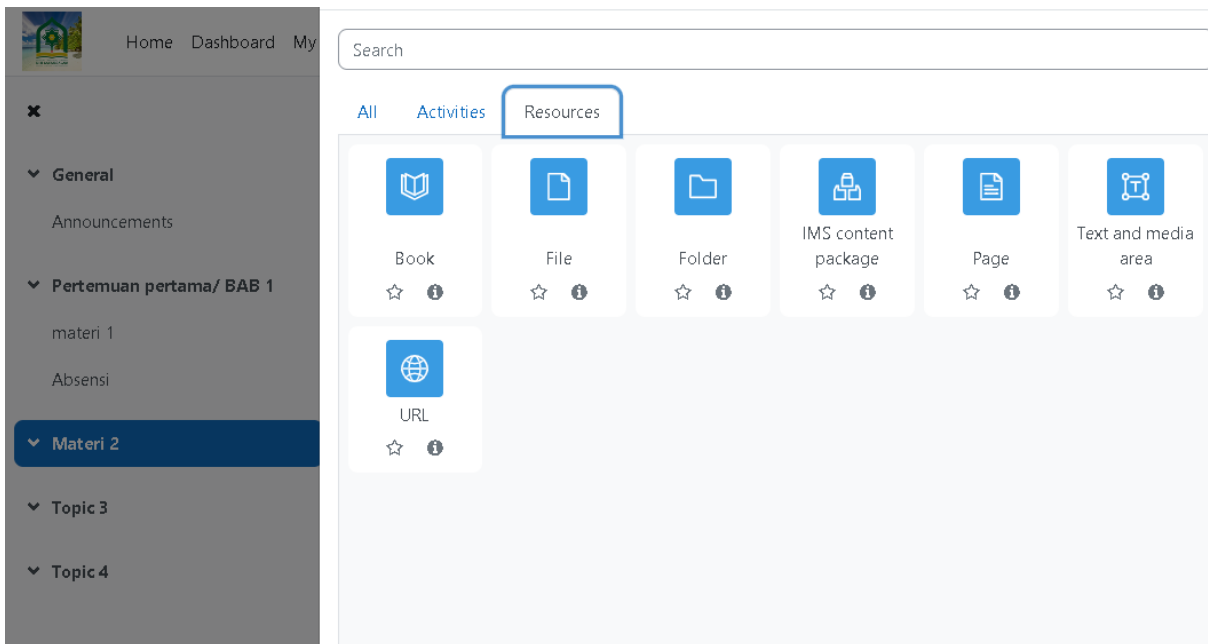 Home Dashboard My
Search
All Activities Resources
General
Announcements
Pertemuan pertama/ BAB 1
materi 1
Absensi
Materi 2
Topic 3
Topic 4
Book
File
Folder
IMS content
package
Page
Text and media
area
URL